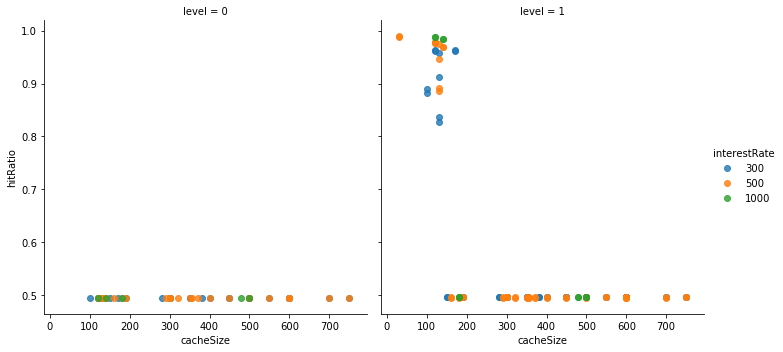 level = 0
level = 1
1.0
0.9
0.8
0.7
0.6
0.5
hitRatio
0 100 200 300 400 500 600 700
cacheSize
0 100 200 300 400 500 600 700
cacheSize
interestRate
300
500
1000